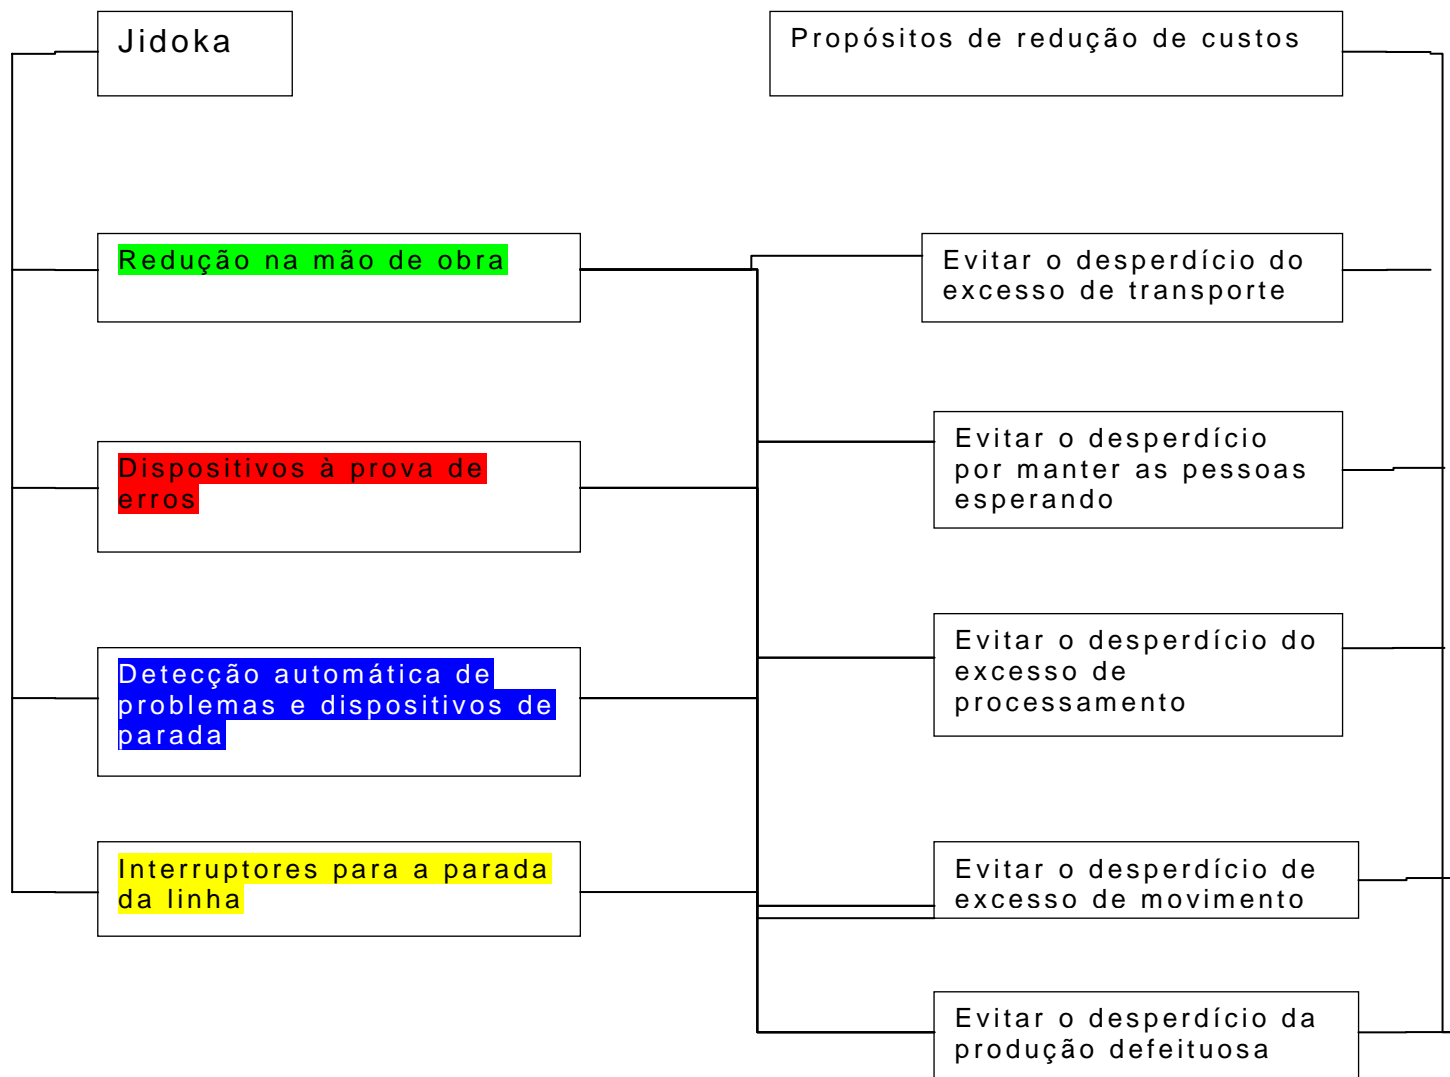 Jidoka
Propósitos de redução de custos
Redução na mão de obra
Evitar o desperdício do
excesso de transporte
Dispositivos à prova de
erros
Evitar o desperdício
por manter as pessoas
esperando
Detecção automática de
problemas e dispositivos de
parada
Evitar o desperdício do
excesso de
processamento
Interruptores para a parada
da linha
Evitar o desperdício de
excesso de movimento
Evitar o desperdício da
produção defeituosa